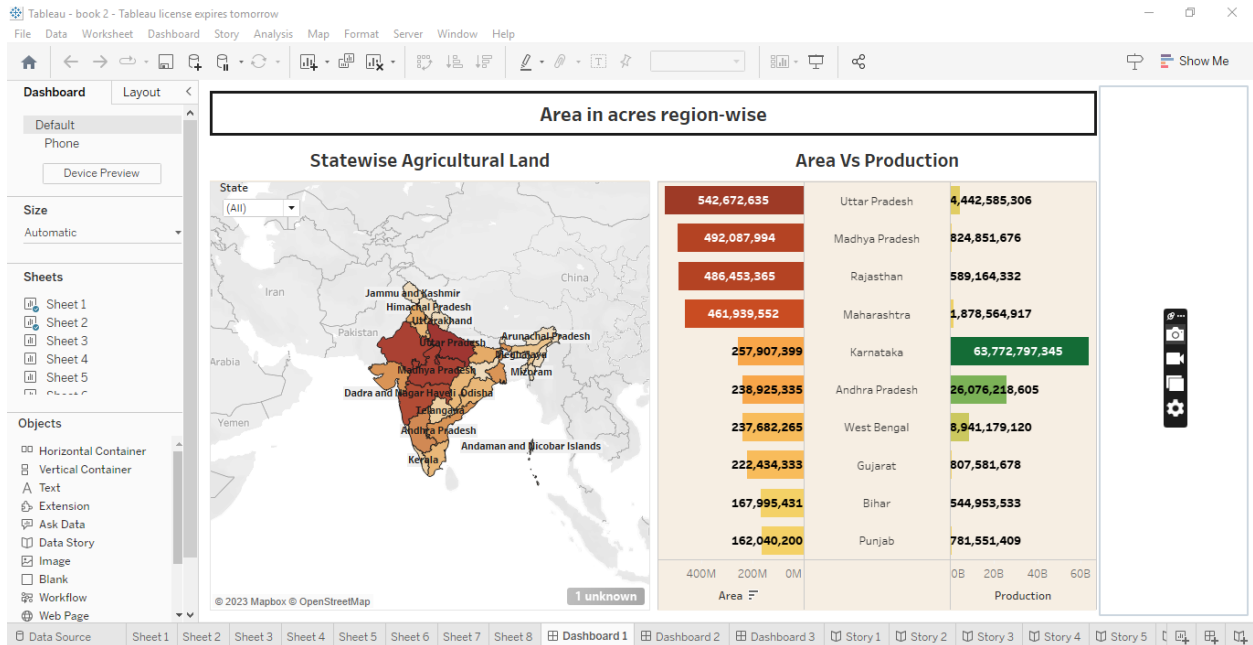 Tableau - book 2 - Tableau license expires tomorrow
File Data Worksheet Dashboard Story Analysis Map Format Server Window Help
Show Me
Dashboard Layout
Default
Phone
Device Preview
Size
Automatic
Sheets
Sheet 1
Sheet 2
Sheet 3
Sheet 4
Sheet 5
Objects
Horizontal Container
Vertical Container
Text
Extension
Ask Data
Data Story
Image
Blank
Workflow
Web Page
Area in acres region-wise
Statewise Agricultural Land
State
(All)
China
Iran
Jammu and Kashmir
Himachal Pradesh
Uttarakhand
Pakistan
Arunachal Pradesh
Uttar Pradesh
Meghalaya
Arabia
Madhya Pradesh
Mizoram
Dadra and Nagar Haveli
Odisha
Telangana
Yemen
Andhra Pradesh
Andaman and Nicobar Islands
Kerala
1 unknown
© 2023 Mapbox © OpenStreetMap
Area Vs Production
542,672,635 Uttar Pradesh 4,442,585,306
492,087,994 Madhya Pradesh 824,851,676
486,453,365 Rajasthan 589,164,332
461,939,552 Maharashtra 1,878,564,917
257,907,399 Karnataka 63,772,797,345
238,925,335 Andhra Pradesh 26,076,218,605
237,682,265 West Bengal 8,941,179,120
222,434,333 Gujarat 807,581,678
167,995,431 Bihar 544,953,533
162,040,200 Punjab 781,551,409
400M 200M 0M 0B 20B 40B 60B
Area Production
Data Source Sheet 1 Sheet 2 Sheet 3 Sheet 4 Sheet 5 Sheet 6 Sheet 7 Sheet 8 Dashboard 1 Dashboard 2 Dashboard 3 Story 1 Story 2 Story 3 Story 4 Story 5